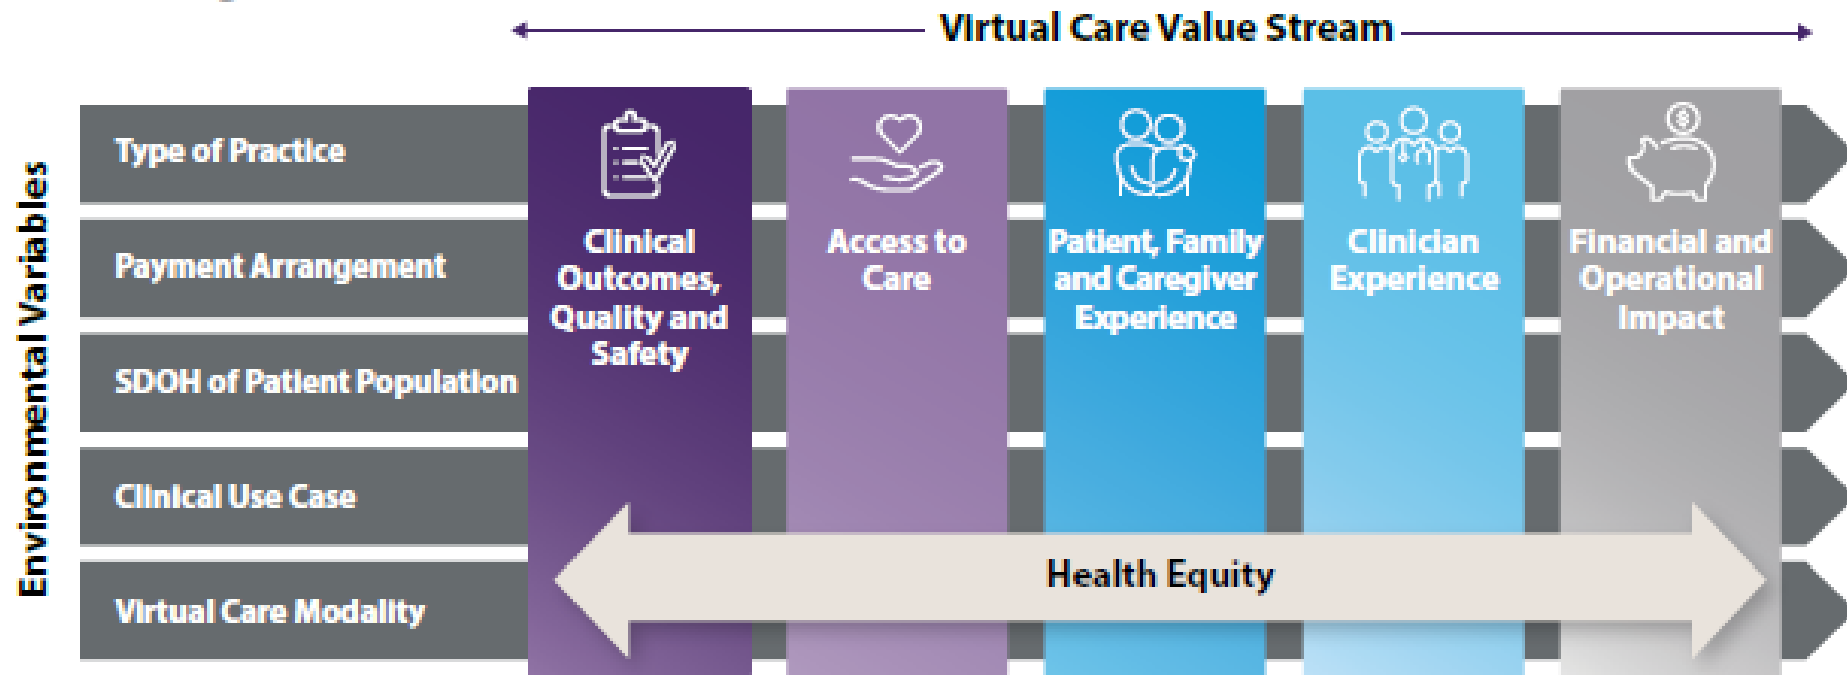 Virtual Care Value Stream
Environmental Variables
Type of Practice
Payment Arrangement
SDOH of Patient Population
Clinical Use Case
Virtual Care Modality
Clinical
Outcomes,
Quality and
Safety
Access to
Care
Patient, Family
and Caregiver
Experience
Clinician
Experience
$
Financial and
Operational
Impact
Health Equity